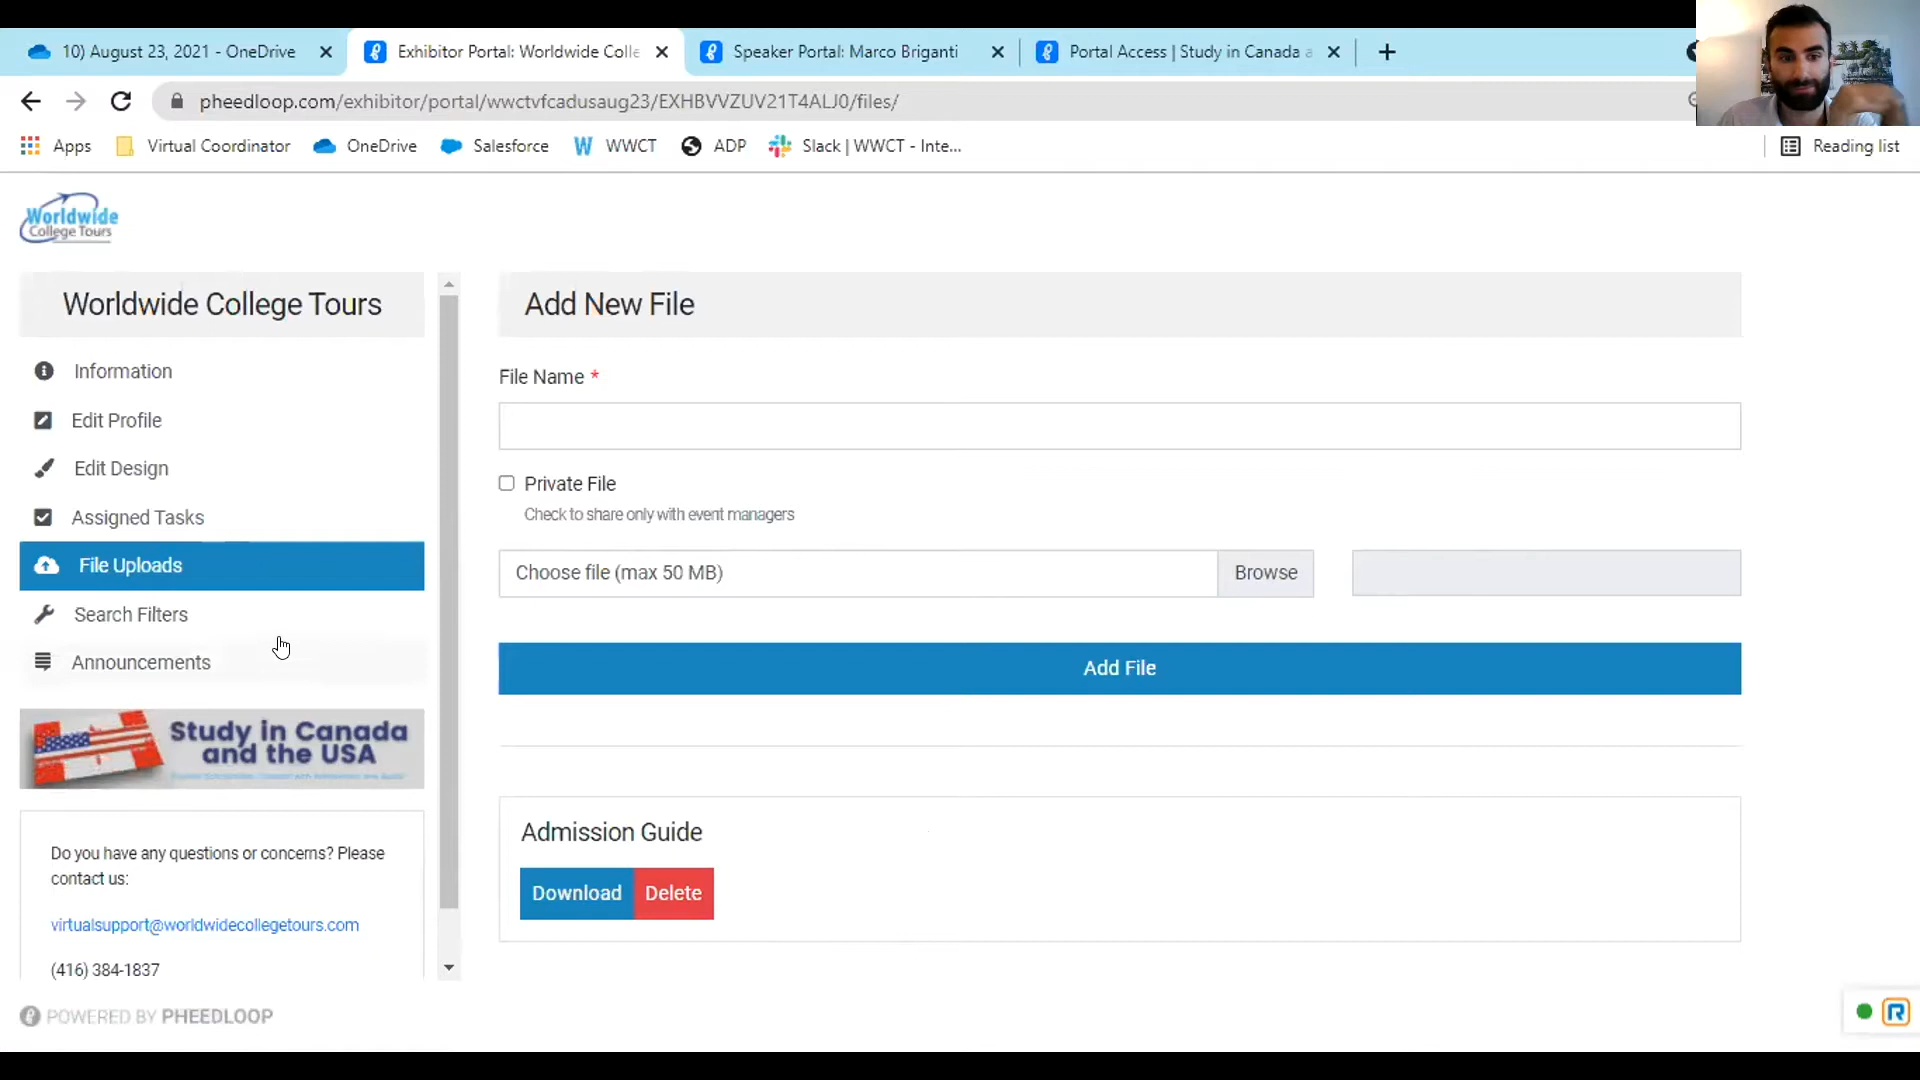 10) August 23, 2021 - OneDrive
Exhibitor Portal: Worldwide Colle
Speaker Portal: Marco Briganti
Portal Access | Study in Canada a
pheedloop.com/exhibitor/portal/wwctvfcadusaug23/EXHBVVZUV21T4ALJ0/files/
Apps
Virtual Coordinator
OneDrive
Salesforce
WWCT
ADP
Slack | WWCT - Inte...
Reading list
Worldwide
College Tours
Worldwide College Tours
Information
Edit Profile
Edit Design
Assigned Tasks
File Uploads
Search Filters
Announcements
Study in Canada
and the USA
Do you have any questions or concerns? Please
contact us:
virtualsupport@worldwidecollegetours.com
(416) 384-1837
POWERED BY PHEEDLOOP
Add New File
File Name *
Private File
Check to share only with event managers
Choose file (max 50 MB)
Browse
Add File
Admission Guide
Download
Delete